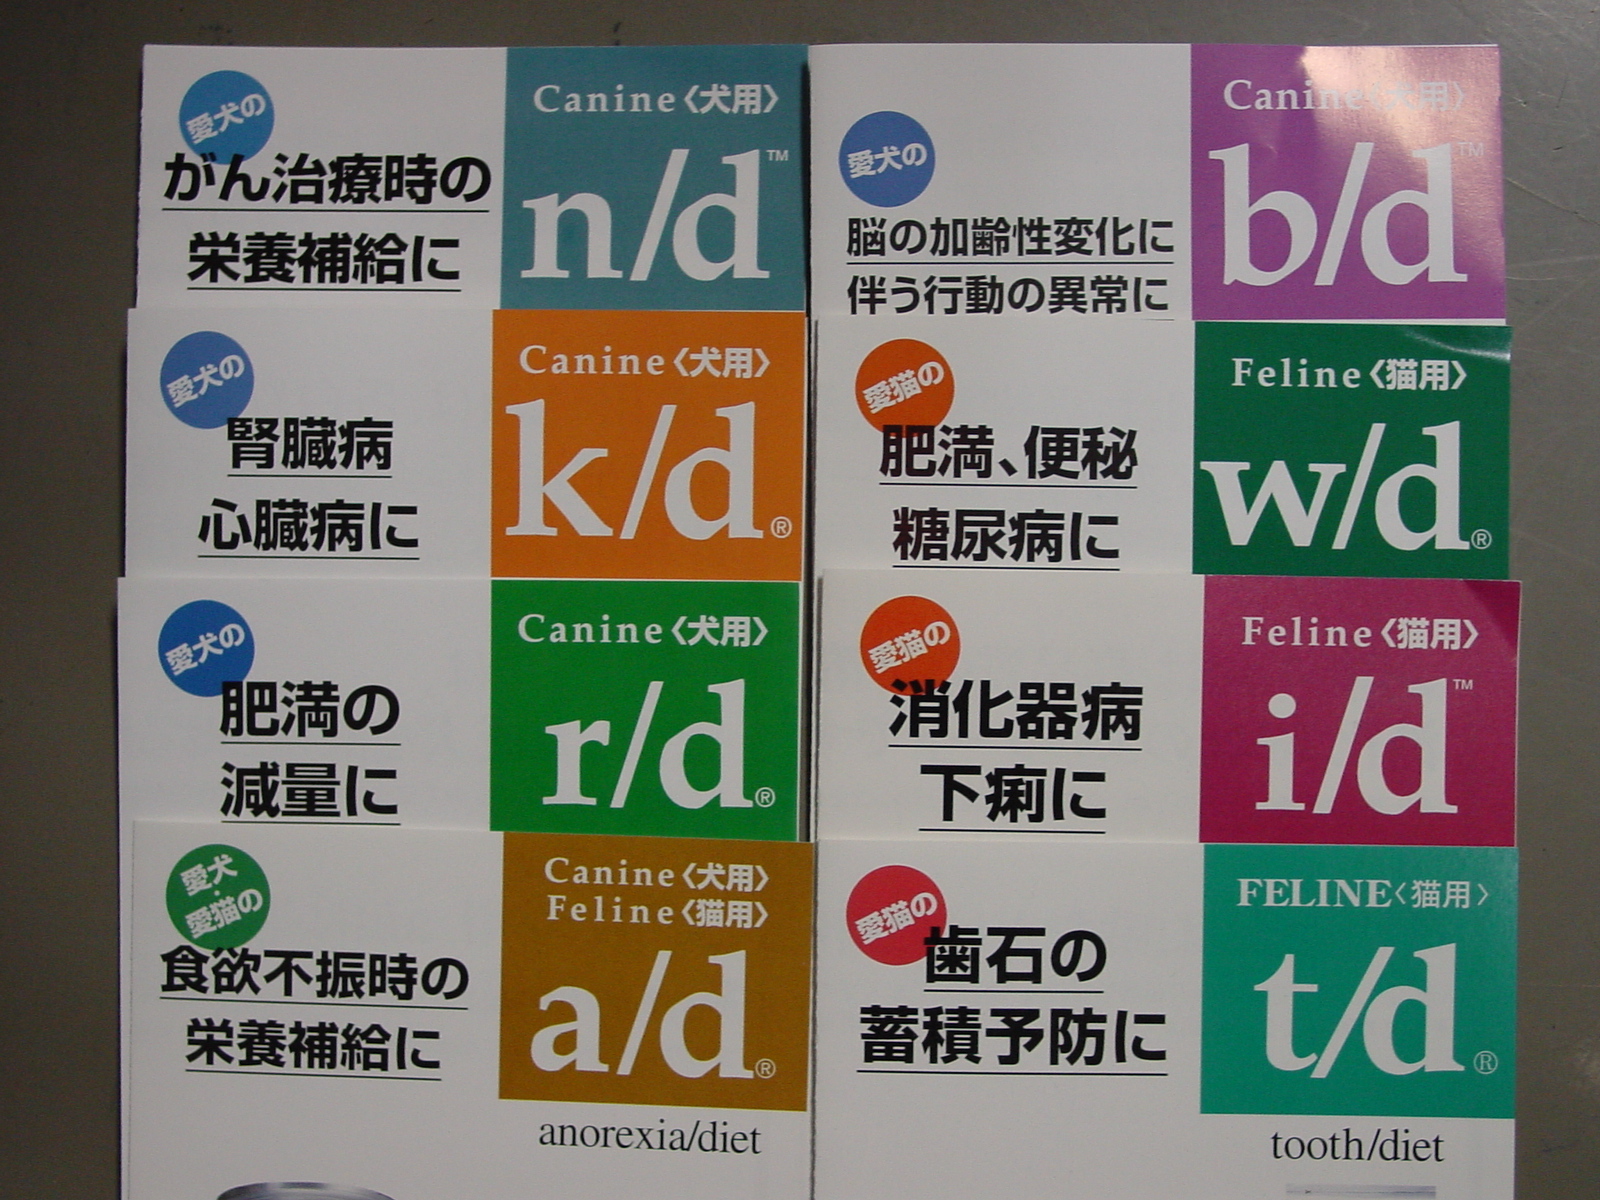 愛犬の
がん治療時の
栄養補給に
Canine〈犬用〉
n/d™
愛犬の
腎臓病
心臓病に
Canine〈犬用〉
k/d®
愛犬の
肥満の
減量に
Canine〈犬用〉
r/d®
愛犬・
愛猫の
食欲不振時の
栄養補給に
Canine〈犬用〉
Feline〈猫用〉
a/d®
anorexia/diet
愛犬の
脳の加齢性変化に
伴う行動の異常に
Canine〈犬用〉
b/d™
愛猫の
肥満、便秘
糖尿病に
Feline〈猫用〉
w/d®
愛猫の
消化器病
下痢に
Feline〈猫用〉
i/d™
愛猫の
歯石の
蓄積予防に
FELINE〈猫用〉
t/d®
tooth/diet